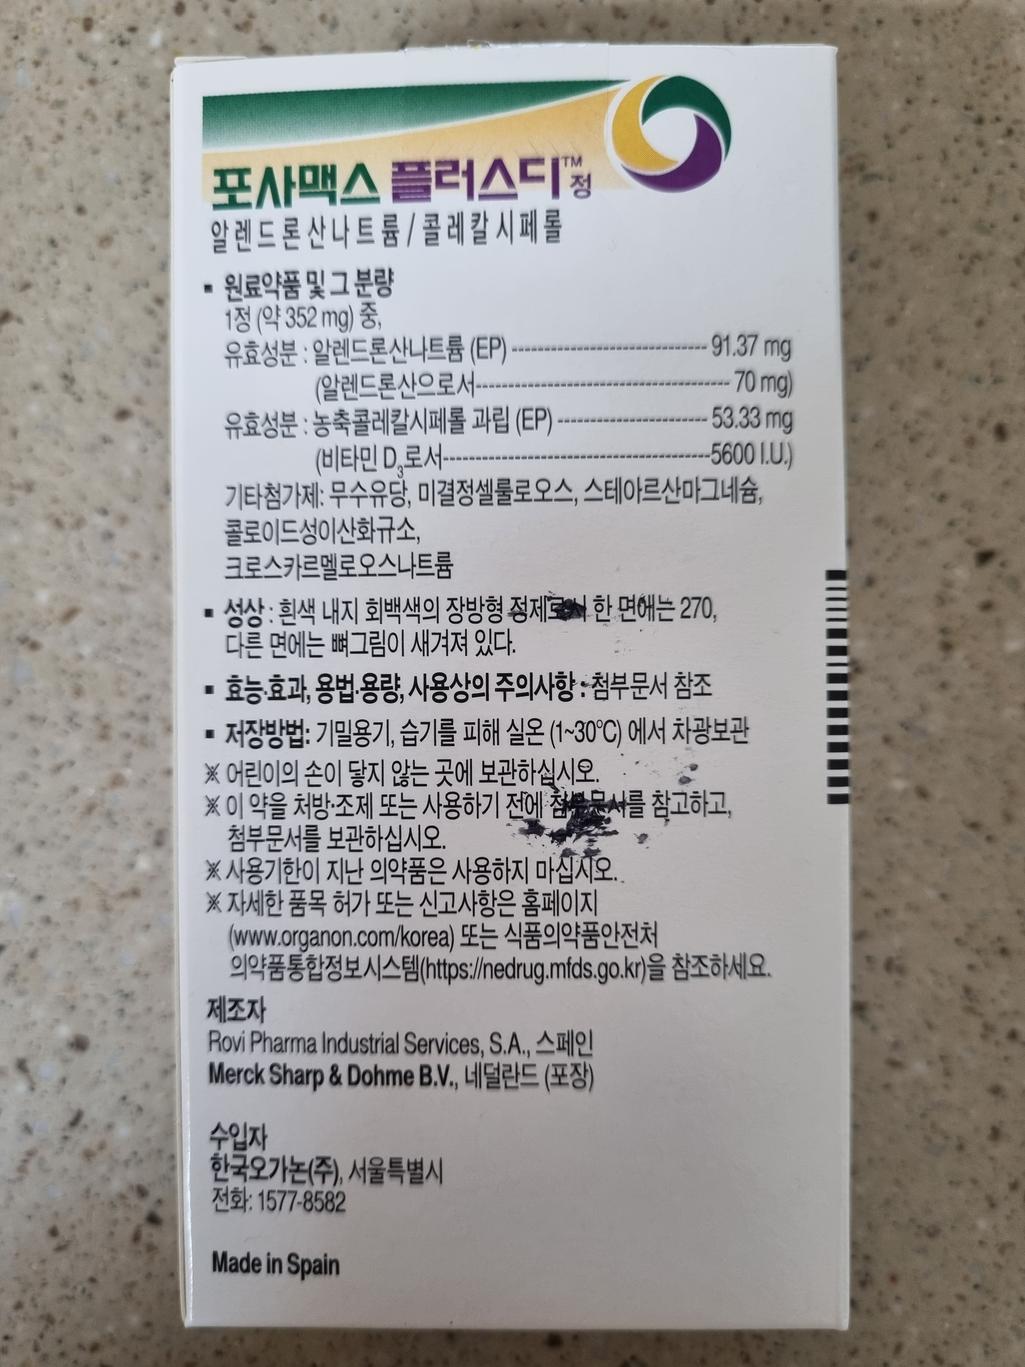 포사맥스 플러스디™정
알렌드론산나트륨/콜레칼시페롤
▪ 원료약품 및 그 분량
1정 (약 352 mg) 중,
유효성분 : 알렌드론산나트륨 (EP) ------------------------------ 91.37 mg
(알렌드론산으로서------------------------------------ 70 mg)
유효성분 : 농축콜레칼시페롤 과립 (EP) ---------------------- 53.33 mg
(비타민 D₃로서--------------------------------------5600 I.U.)
기타첨가제: 무수유당, 미결정셀룰로오스, 스테아르산마그네슘,
콜로이드성이산화규소,
크로스카르멜로오스나트륨
▪ 성상 : 흰색 내지 회백색의 장방형 정제로서 한 면에는 270,
다른 면에는 뼈그림이 새겨져 있다.
▪ 효능·효과, 용법·용량, 사용상의 주의사항 : 첨부문서 참조
▪ 저장방법: 기밀용기, 습기를 피해 실온 (1~30℃) 에서 차광보관
※ 어린이의 손이 닿지 않는 곳에 보관하십시오.
※ 이 약을 처방·조제 또는 사용하기 전에 첨부문서를 참고하고,
첨부문서를 보관하십시오.
※ 사용기한이 지난 의약품은 사용하지 마십시오.
※ 자세한 품목 허가 또는 신고사항은 홈페이지
(www.organon.com/korea) 또는 식품의약품안전처
의약품통합정보시스템(https://nedrug.mfds.go.kr)을 참조하세요.
제조자
Rovi Pharma Industrial Services, S.A., 스페인
Merck Sharp & Dohme B.V., 네덜란드 (포장)
수입자
한국오가논(주), 서울특별시
전화: 1577-8582
Made in Spain